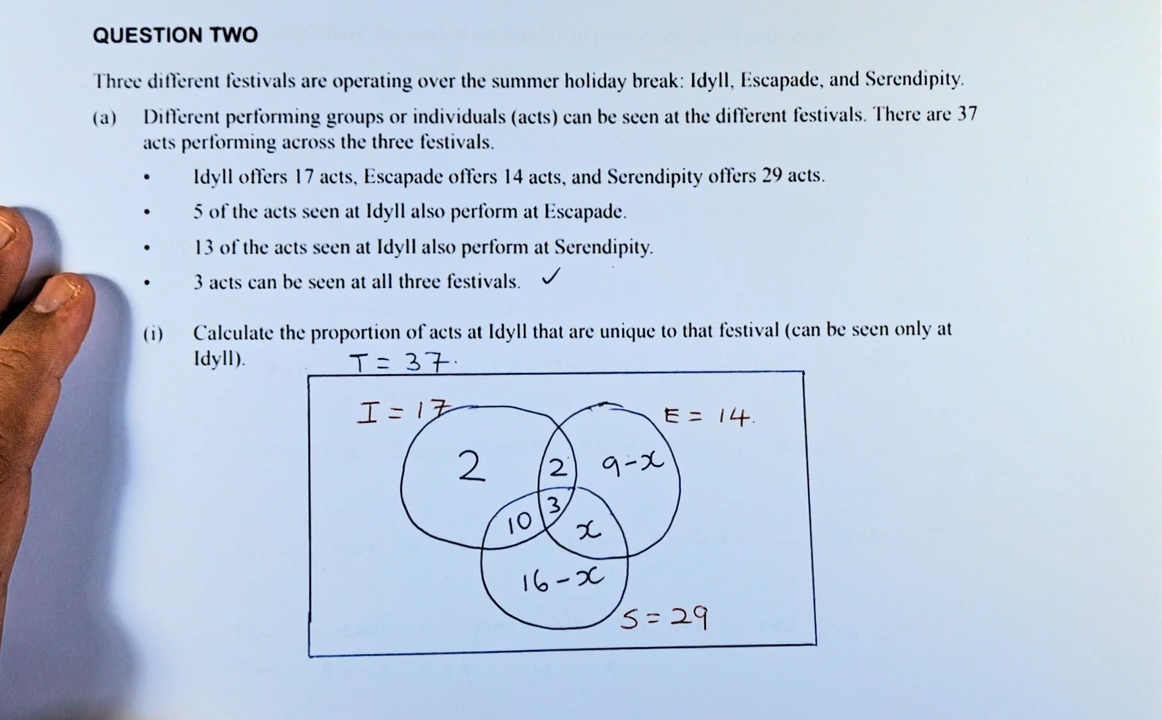 QUESTION TWO
Three different festivals are operating over the summer holiday break: Idyll, Escapade, and Serendipity.
(a) Different performing groups or individuals (acts) can be seen at the different festivals. There are 37
acts performing across the three festivals.
• Idyll offers 17 acts, Escapade offers 14 acts, and Serendipity offers 29 acts.
• 5 of the acts seen at Idyll also perform at Escapade.
• 13 of the acts seen at Idyll also perform at Serendipity.
• 3 acts can be seen at all three festivals. ✓
(i) Calculate the proportion of acts at Idyll that are unique to that festival (can be seen only at
Idyll).
T = 37.
I = 17
E = 14.
2
2
9-x
3
10
x
16-x
S = 29